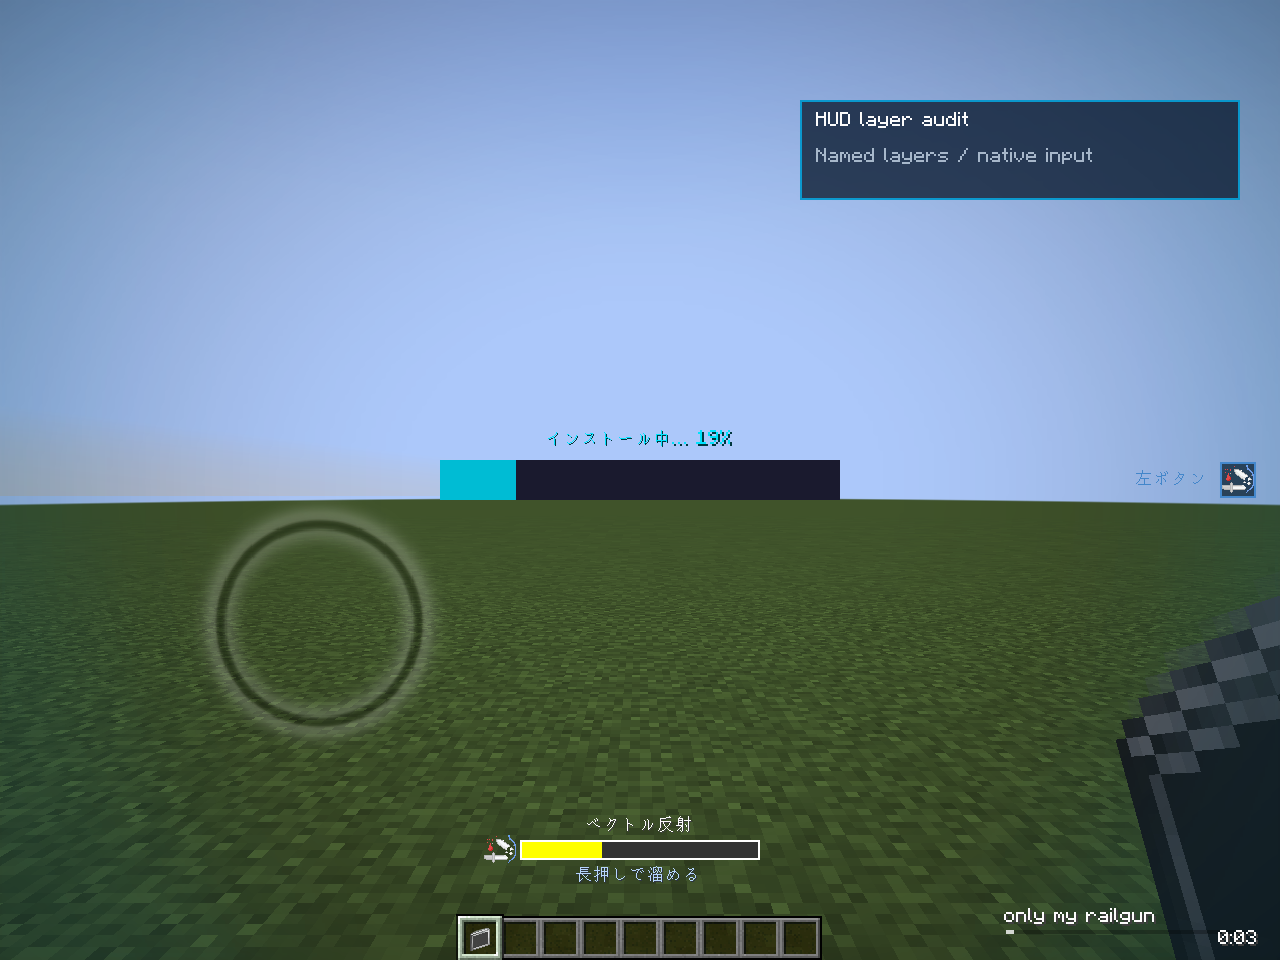 HUD layer audit
Named layers / native input
インストール中... 19%
左ボタン
ベクトル反射
長押しで溜める
only my railgun
0:03